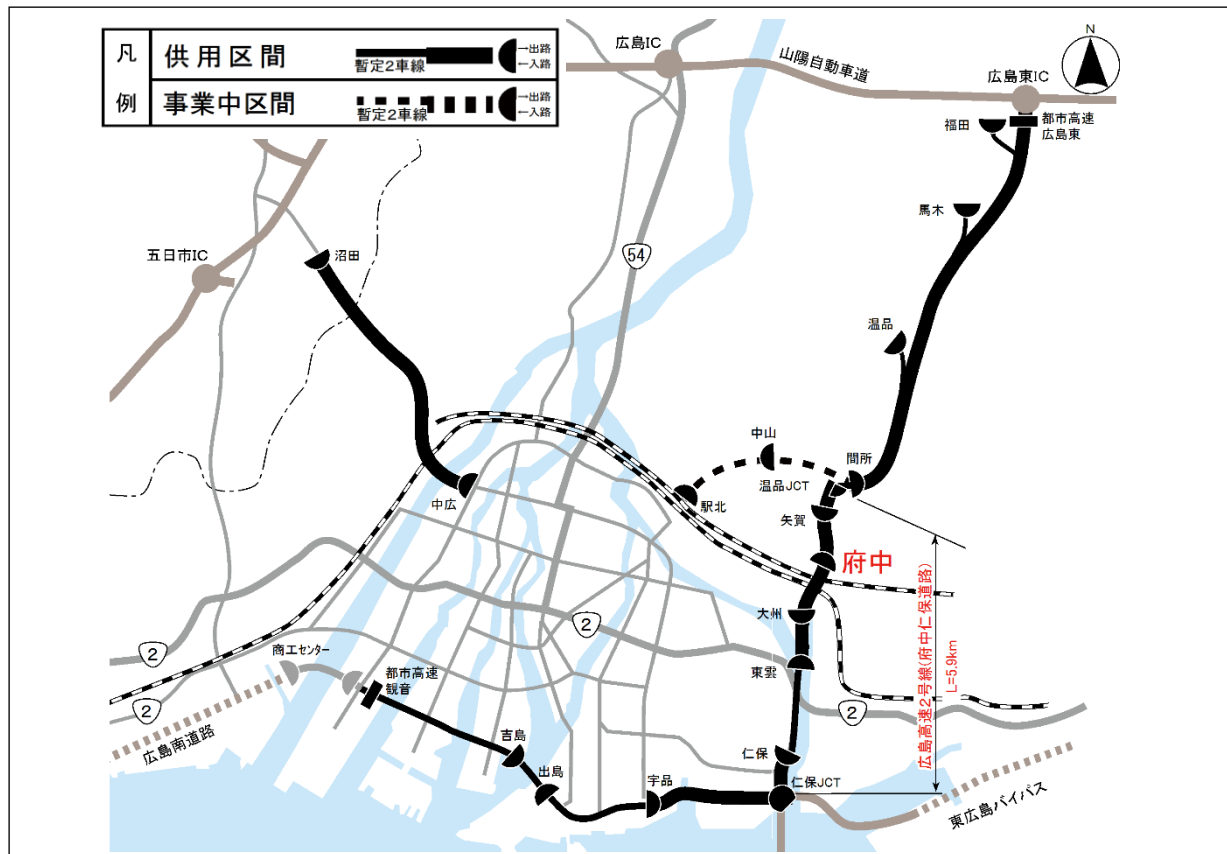 凡例
供用区間
暫定2車線
→出路
←入路
事業中区間
暫定2車線
→出路
←入路
広島IC
山陽自動車道
広島東IC
N
福田
都市高速
広島東
馬木
五日市IC
沼田
54
温品
中山
間所
温品JCT
駅北
中広
矢賀
府中
大州
2
東雲
2
商工センター
都市高速
観音
2
2
広島南道路
吉島
出島
宇品
仁保
仁保JCT
広島高速2号線(府中仁保道路)
L=5.9km
東広島バイパス